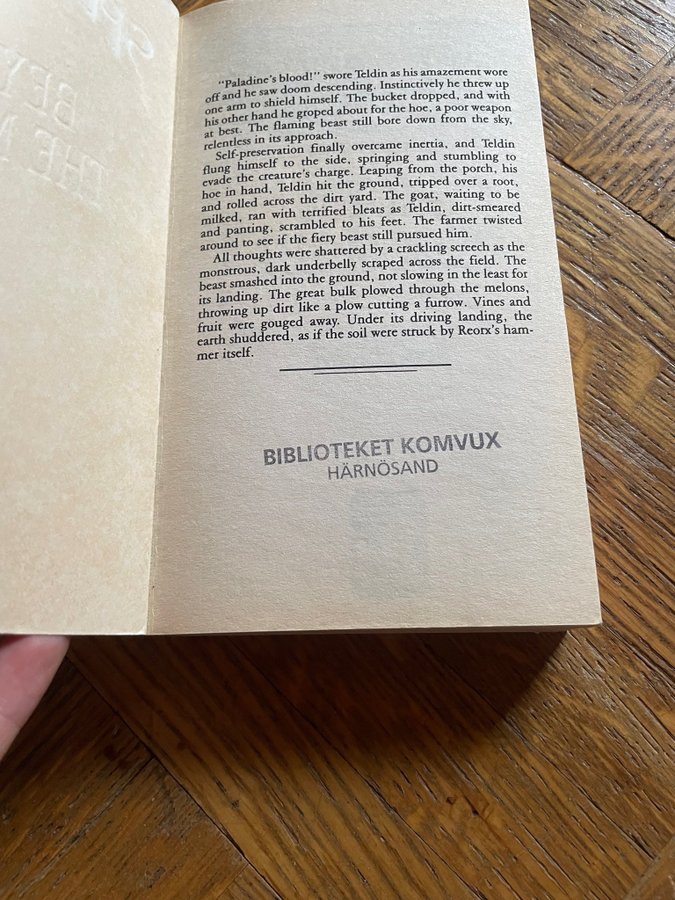 "Paladine's blood!" swore Teldin as his amazement wore
off and he saw doom descending. Instinctively he threw up
one arm to shield himself. The bucket dropped, and with
his other hand he groped about for the hoe, a poor weapon
at best. The flaming beast still bore down from the sky,
relentless in its approach.
Self-preservation finally overcame inertia, and Teldin
flung himself to the side, springing and stumbling to
evade the creature's charge. Leaping from the porch, his
hoe in hand, Teldin hit the ground, tripped over a root,
and rolled across the dirt yard. The goat, waiting to be
milked, ran with terrified bleats as Teldin, dirt-smeared
and panting, scrambled to his feet. The farmer twisted
around to see if the fiery beast still pursued him.
All thoughts were shattered by a crackling screech as the
monstrous, dark underbelly scraped across the field. The
beast smashed into the ground, not slowing in the least for
its landing. The great bulk plowed through the melons,
throwing up dirt like a plow cutting a furrow. Vines and
fruit were gouged away. Under its driving landing, the
earth shuddered, as if the soil were struck by Reorx's ham-
mer itself.
BIBLIOTEKET KOMVUX
HÄRNÖSAND